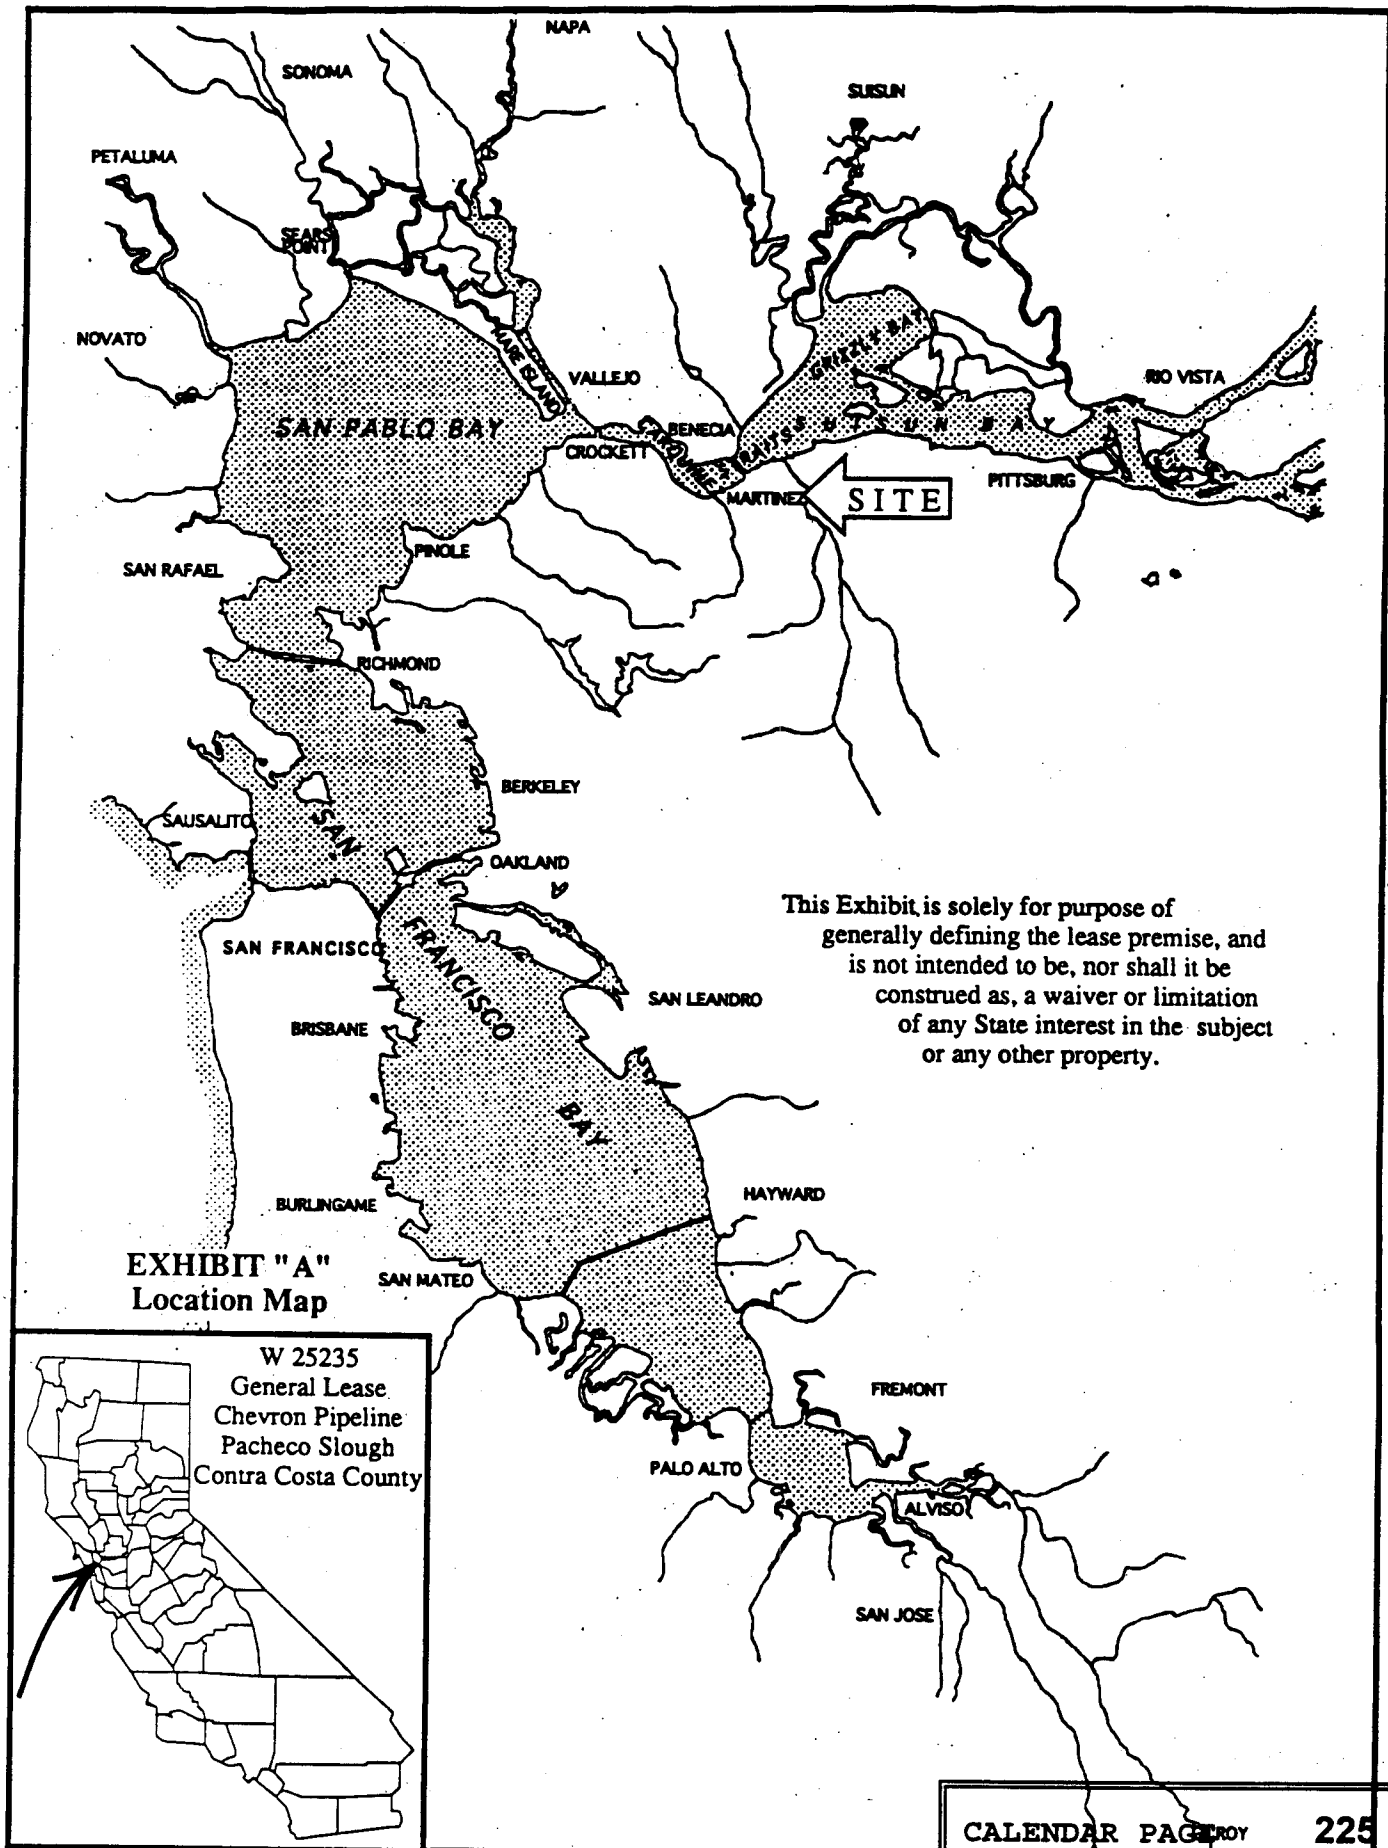 NAPA
SONOMA
SUISUN
PETALUMA
SEARS
POINT
NOVATO
MARE ISLAND
VALLEJO
GRIZZLY BAY
RIO VISTA
SAN PABLO BAY
BENECIA
SUISUN BAY
CROCKETT
STRAITS
PITTSBURG
MARTINEZ
SITE
PINOLE
SAN RAFAEL
RICHMOND
BERKELEY
SAUSALITO
SAN FRANCISCO BAY
OAKLAND
This Exhibit is solely for purpose of
generally defining the lease premise, and
is not intended to be, nor shall it be
construed as, a waiver or limitation
of any State interest in the subject
or any other property.
SAN FRANCISCO
SAN LEANDRO
BRISBANE
HAYWARD
BURLINGAME
EXHIBIT "A"
Location Map
SAN MATEO
W 25235
General Lease
Chevron Pipeline
Pacheco Slough
Contra Costa County
FREMONT
PALO ALTO
ALVISO
SAN JOSE
CALENDAR PAGE 225